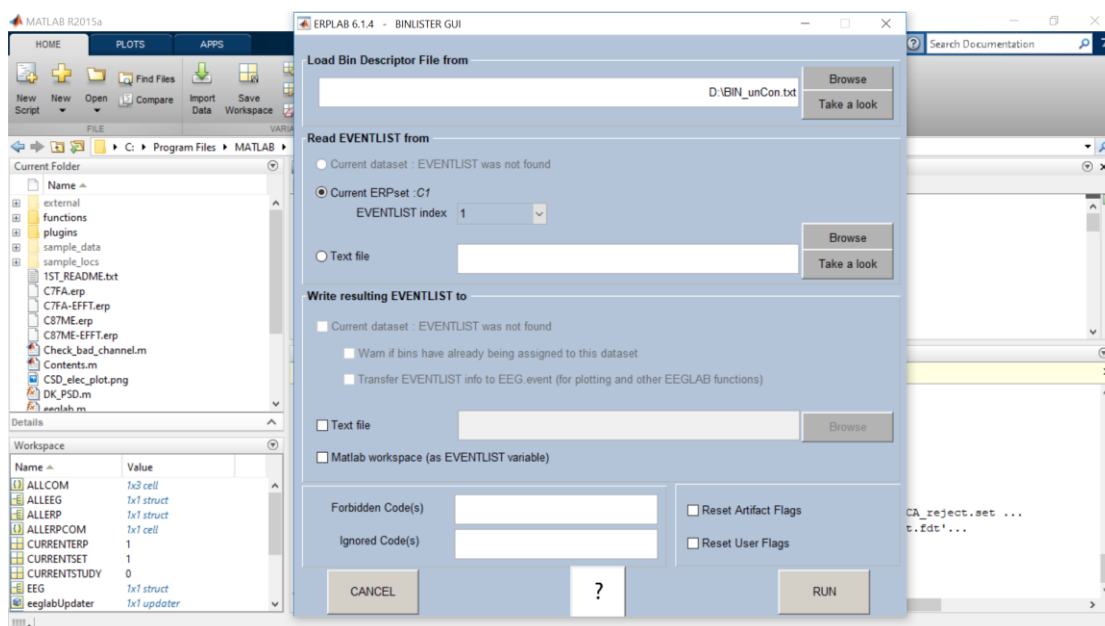 MATLAB R2015a
HOME PLOTS APPS
Search Documentation
New Script
New
Open
Find Files
Compare
Import Data
Save Workspace
FILE
VARIA
C: Program Files MATLAB
Current Folder
Name
external
functions
plugins
sample_data
sample_locs
1ST_README.txt
C7FA.erp
C7FA-EFFT.erp
C87ME.erp
C87ME-EFFT.erp
Check_bad_channel.m
Contents.m
CSD_elec_plot.png
DK_PSD.m
eeglab.m
Details
Workspace
Name Value
ALLCOM 1x3 cell
ALLEEG 1x1 struct
ALLERP 1x1 struct
ALLERPCOM 1x1 cell
CURRENTERP 1
CURRENTSET 1
CURRENTSTUDY 0
EEG 1x1 struct
eeglabUpdater 1x1 updater
ERPLAB 6.1.4 - BINLISTER GUI
Load Bin Descriptor File from
D:\BIN_unCon.txt
Browse
Take a look
Read EVENTLIST from
Current dataset : EVENTLIST was not found
Current ERPset :C1
EVENTLIST index 1
Browse
Text file
Take a look
Write resulting EVENTLIST to
Current dataset : EVENTLIST was not found
Warn if bins have already being assigned to this dataset
Transfer EVENTLIST info to EEG.event (for plotting and other EEGLAB functions)
Text file Browse
Matlab workspace (as EVENTLIST variable)
Forbidden Code(s)
Ignored Code(s)
Reset Artifact Flags
Reset User Flags
CANCEL ? RUN
CA_reject.set ...
t.fdt'...